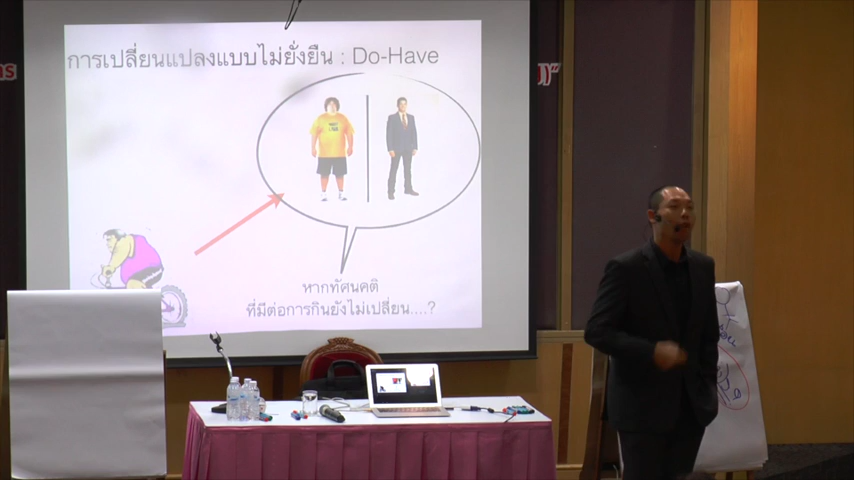 การเปลี่ยนแปลงแบบไม่ยั่งยืน : Do-Have
หากทัศนคติ
ที่มีต่อการกินยังไม่เปลี่ยน....?